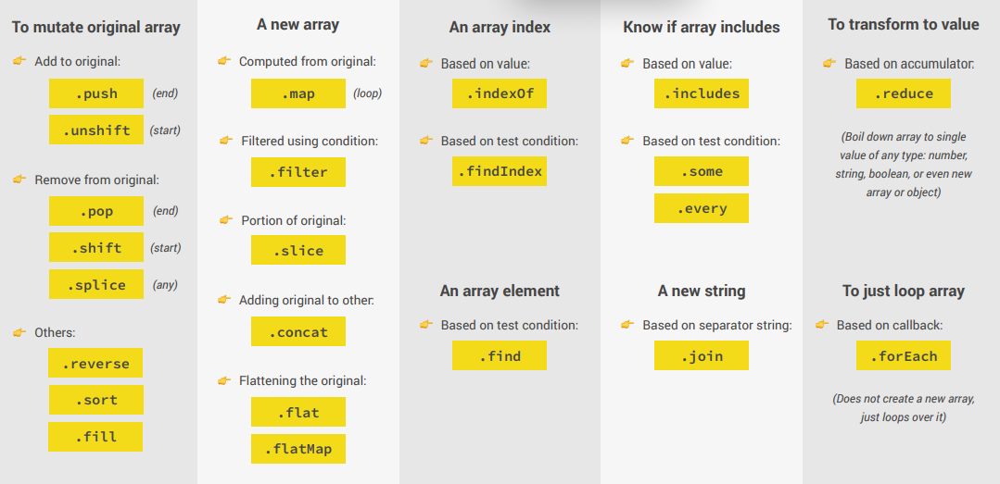 To mutate original array
Add to original:
.push (end)
.unshift (start)
Remove from original:
.pop (end)
.shift (start)
.splice (any)
Others:
.reverse
.sort
.fill
A new array
Computed from original:
.map (loop)
Filtered using condition:
.filter
Portion of original:
.slice
Adding original to other:
.concat
Flattening the original:
.flat
.flatMap
An array index
Based on value:
.indexOf
Based on test condition:
.findIndex
An array element
Based on test condition:
.find
Know if array includes
Based on value:
.includes
Based on test condition:
.some
.every
A new string
Based on separator string:
.join
To transform to value
Based on accumulator:
.reduce
(Boil down array to single
value of any type: number,
string, boolean, or even new
array or object)
To just loop array
Based on callback:
.forEach
(Does not create a new array,
just loops over it)